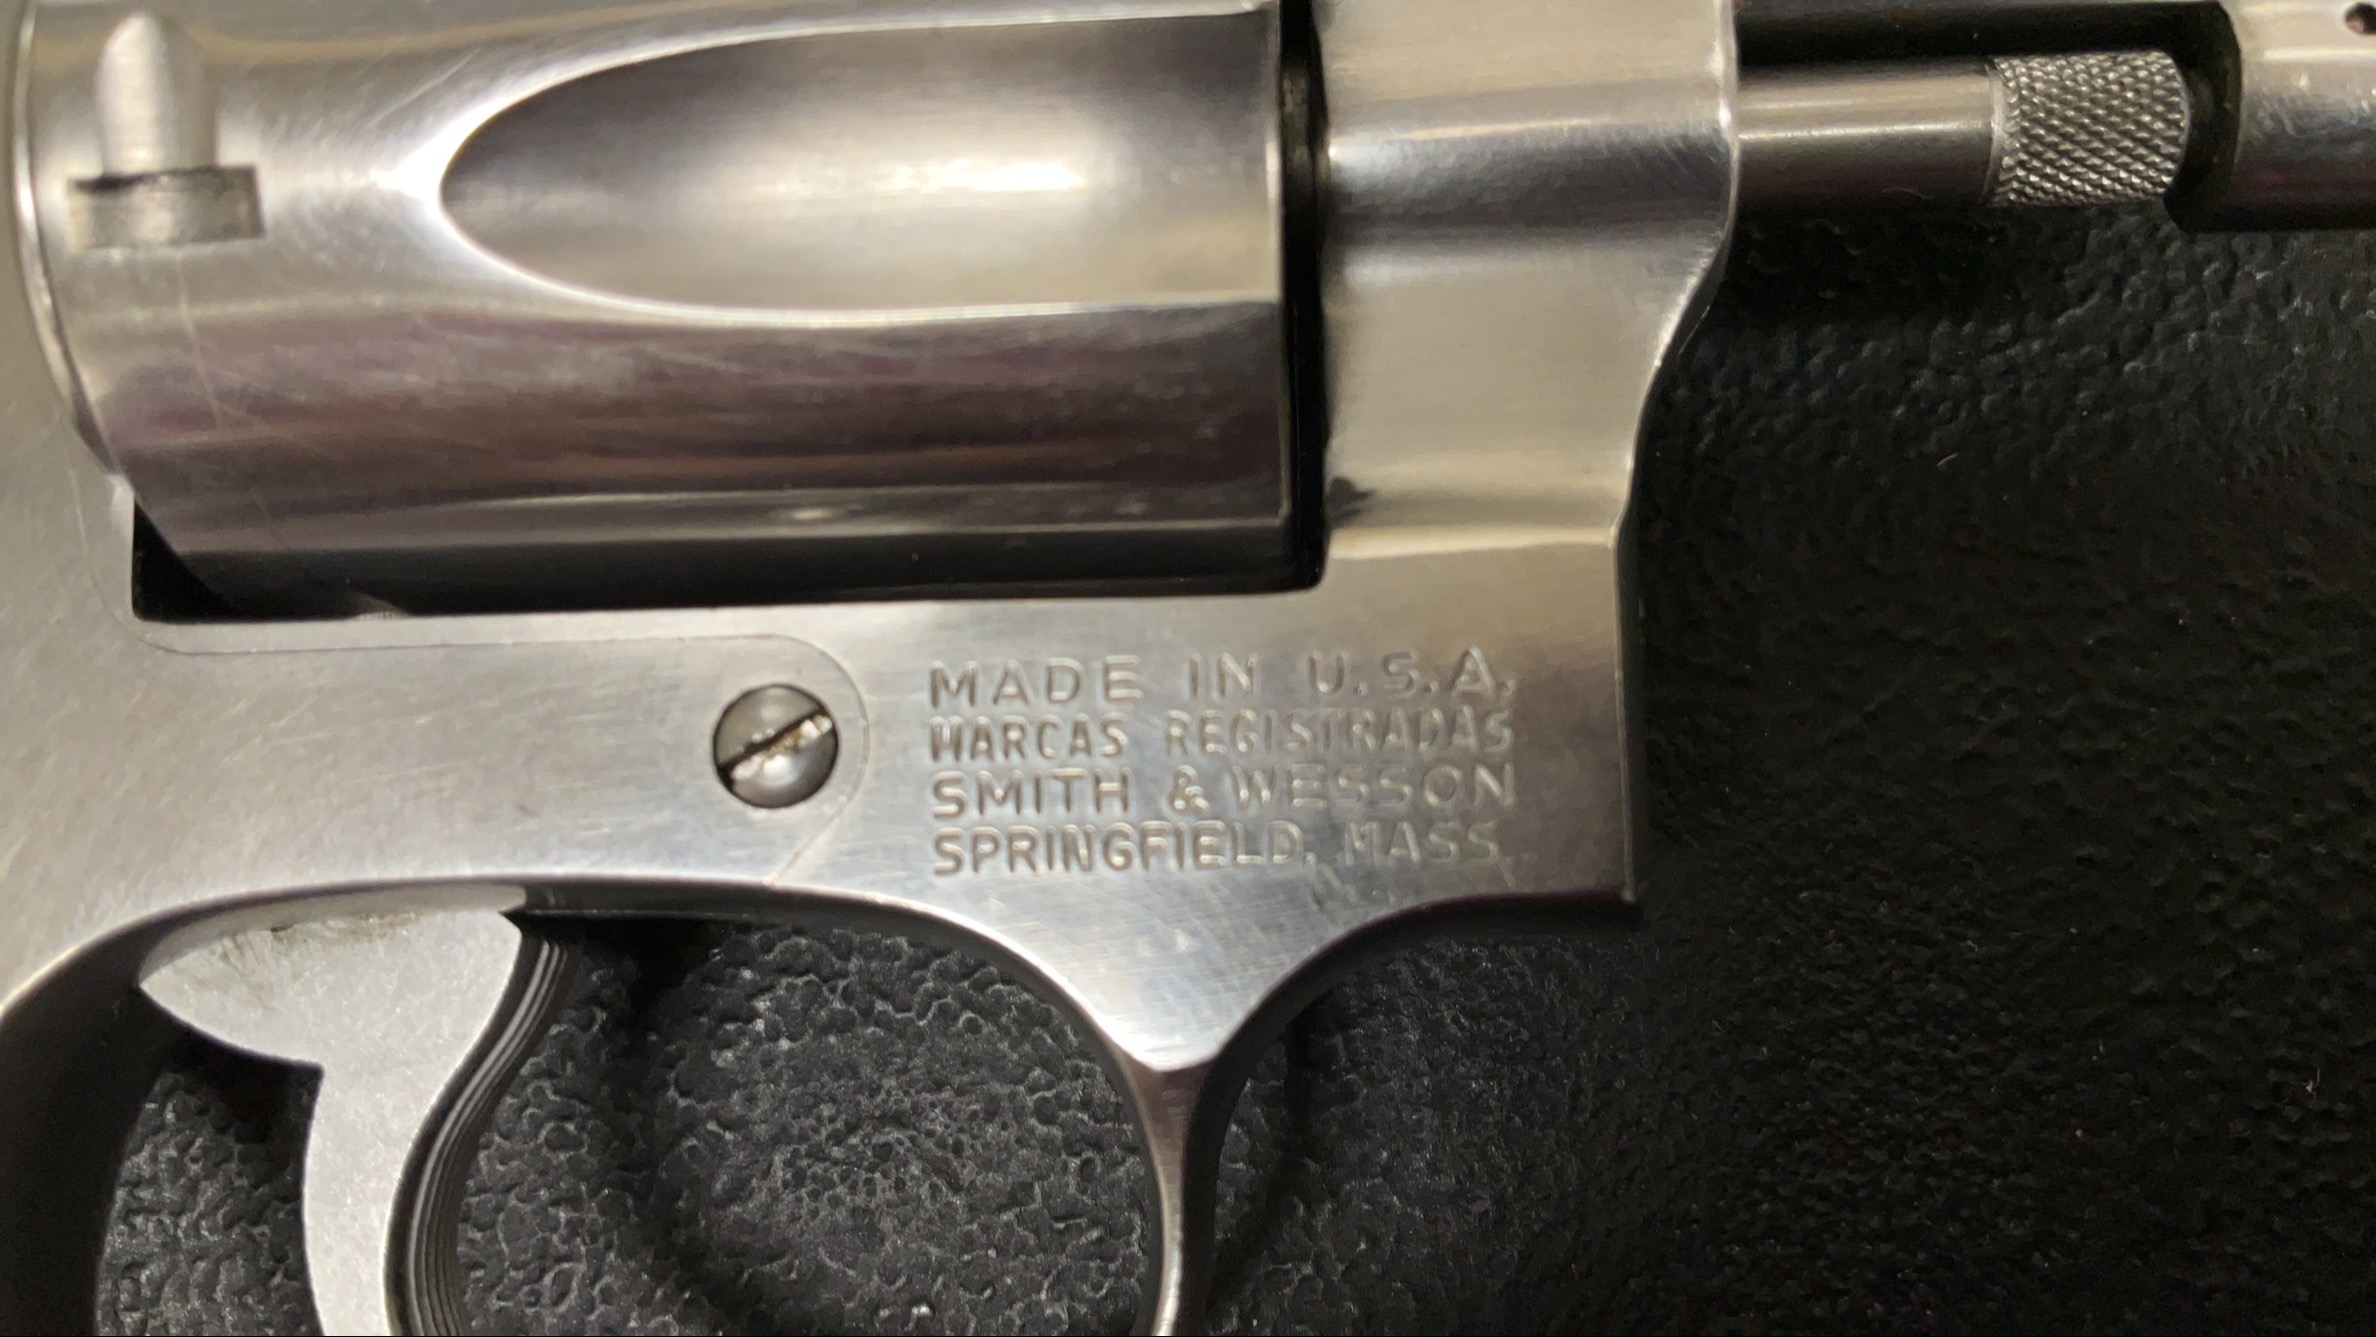 MADE IN U.S.A.
MARCAS REGISTRADAS
SMITH & WESSON
SPRINGFIELD, MASS.